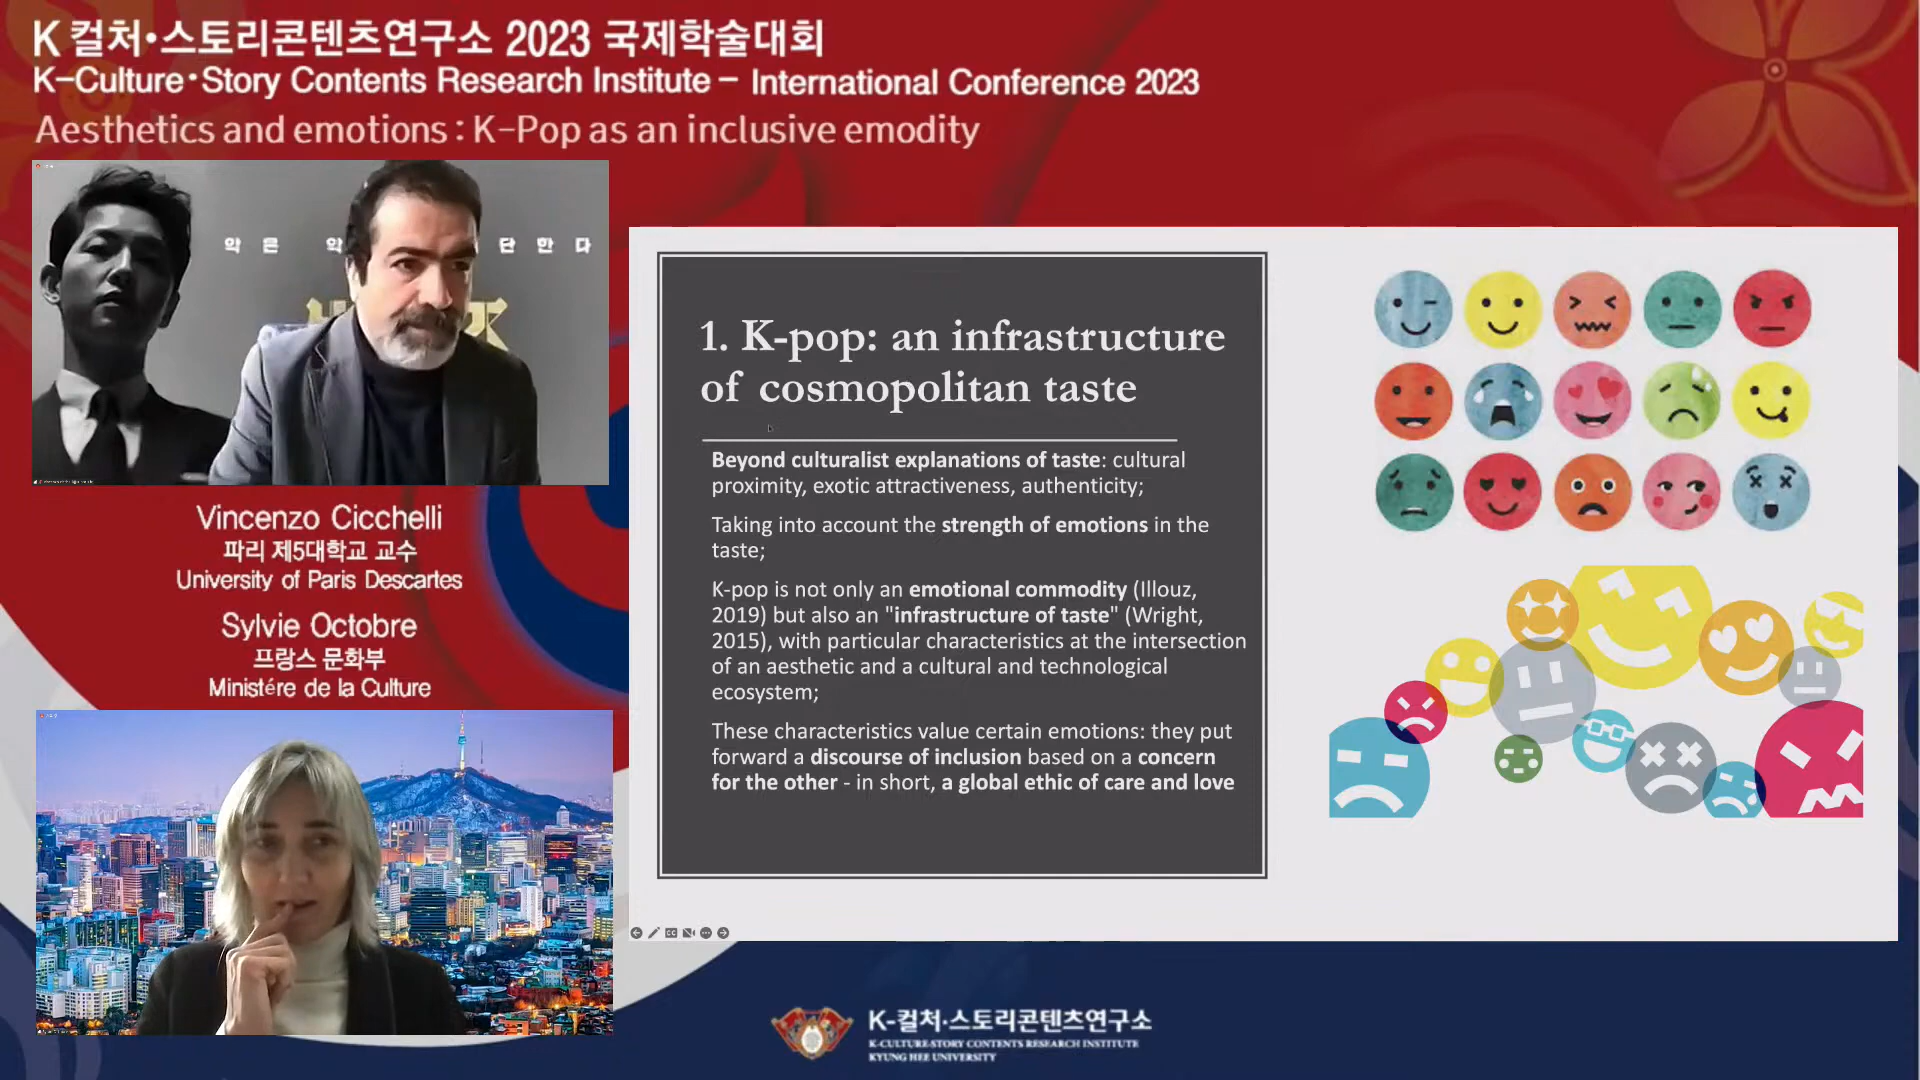 K 컬처•스토리콘텐츠연구소 2023 국제학술대회
K-Culture•Story Contents Research Institute - International Conference 2023
Aesthetics and emotions : K-Pop as an inclusive emodity
악은 악
단한다
Vincenzo Cicchelli
파리 제5대학교 교수
University of Paris Descartes
Sylvie Octobre
프랑스 문화부
Ministére de la Culture
1. K-pop: an infrastructure
of cosmopolitan taste
Beyond culturalist explanations of taste: cultural
proximity, exotic attractiveness, authenticity;
Taking into account the strength of emotions in the
taste;
K-pop is not only an emotional commodity (Illouz,
2019) but also an "infrastructure of taste" (Wright,
2015), with particular characteristics at the intersection
of an aesthetic and a cultural and technological
ecosystem;
These characteristics value certain emotions: they put
forward a discourse of inclusion based on a concern
for the other - in short, a global ethic of care and love
K-컬처•스토리콘텐츠연구소
K-CULTURE•STORY CONTENTS RESEARCH INSTITUTE
KYUNG HEE UNIVERSITY